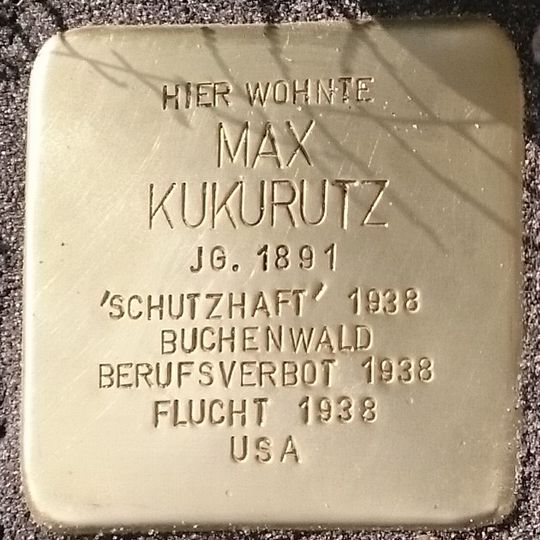 HIER WOHNTE
MAX
KUKURUTZ
JG. 1891
'SCHUTZHAFT' 1938
BUCHENWALD
BERUFSVERBOT 1938
FLUCHT 1938
USA